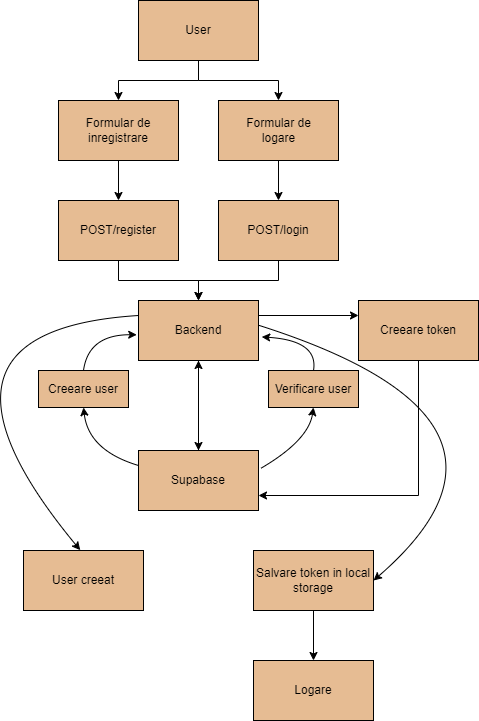 User
Formular de
inregistrare
Formular de
logare
POST/register
POST/login
Backend
Creeare token
Creeare user
Verificare user
Supabase
User creeat
Salvare token in local
storage
Logare